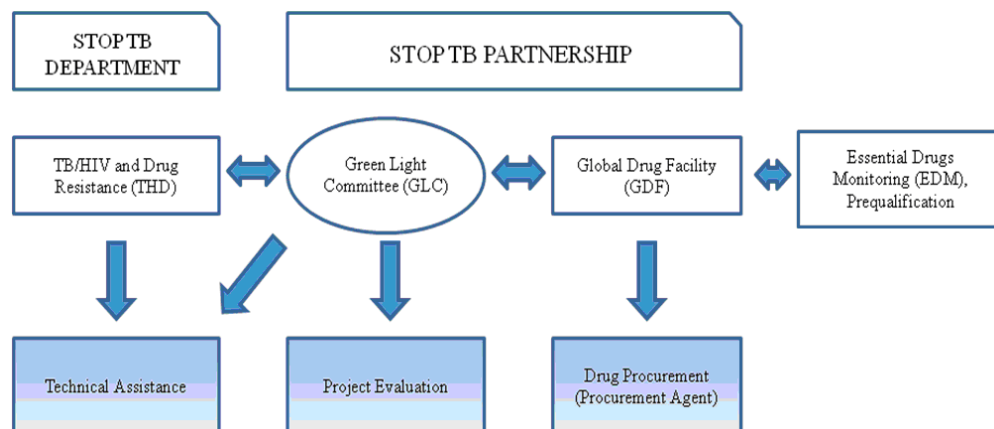 STOP TB
DEPARTMENT
STOP TB PARTNERSHIP
TB/HIV and Drug
Resistance (THD)
Green Light
Committee (GLC)
Global Drug Facility
(GDF)
Essential Drugs
Monitoring (EDM),
Prequalification
Technical Assistance
Project Evaluation
Drug Procurement
(Procurement Agent)